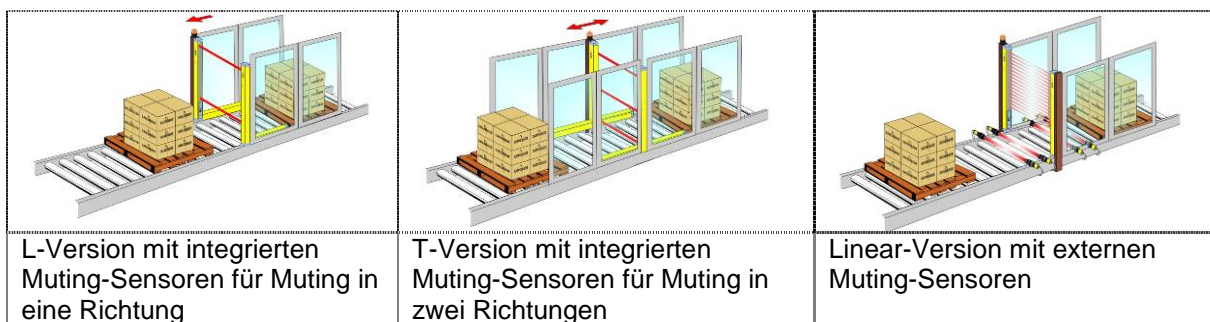 L-Version mit integrierten
Muting-Sensoren für Muting in
eine Richtung
T-Version mit integrierten
Muting-Sensoren für Muting in
zwei Richtungen
Linear-Version mit externen
Muting-Sensoren